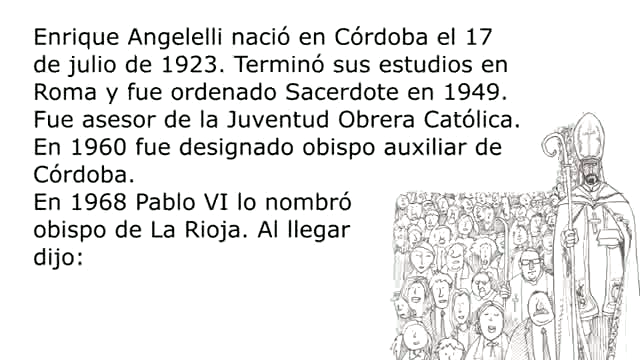 Enrique Angelelli nació en Córdoba el 17
de julio de 1923. Terminó sus estudios en
Roma y fue ordenado Sacerdote en 1949.
Fue asesor de la Juventud Obrera Católica.
En 1960 fue designado obispo auxiliar de
Córdoba.
En 1968 Pablo VI lo nombró
obispo de La Rioja. Al llegar
dijo: